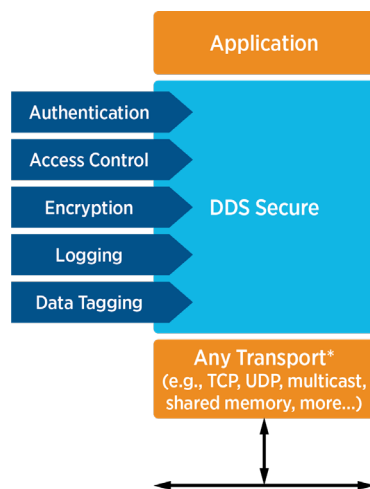 Application
Authentication
Access Control
Encryption
DDS Secure
Logging
Data Tagging
Any Transport*
(e.g., TCP, UDP, multicast,
shared memory, more...)